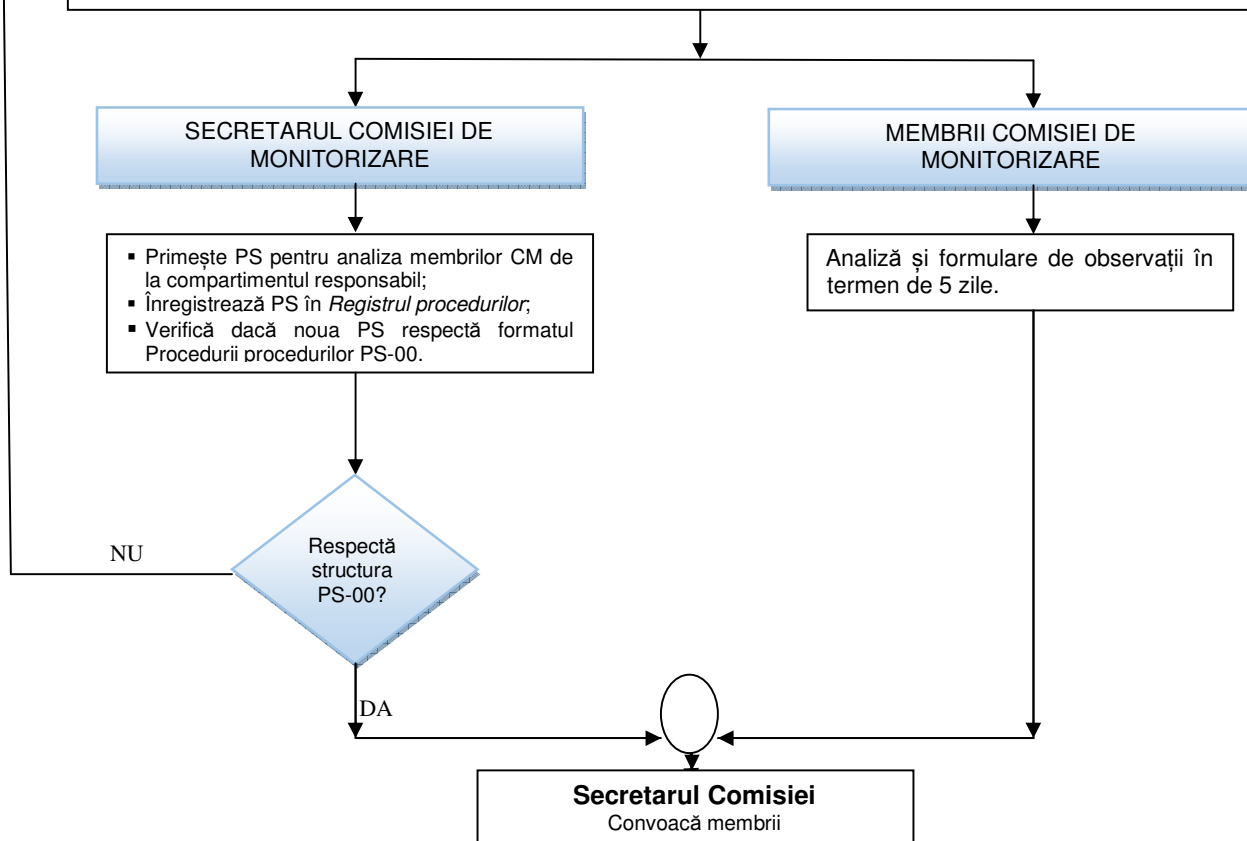 SECRETARUL COMISIEI DE
MONITORIZARE
MEMBRII COMISIEI DE
MONITORIZARE
▪ Primește PS pentru analiza membrilor CM de
la compartimentul responsabil;
▪ Înregistrează PS în Registrul procedurilor;
▪ Verifică dacă noua PS respectă formatul
Procedurii procedurilor PS-00.
Analiză și formulare de observații în
termen de 5 zile.
NU
Respectă
structura
PS-00?
DA
Secretarul Comisiei
Convoacă membrii